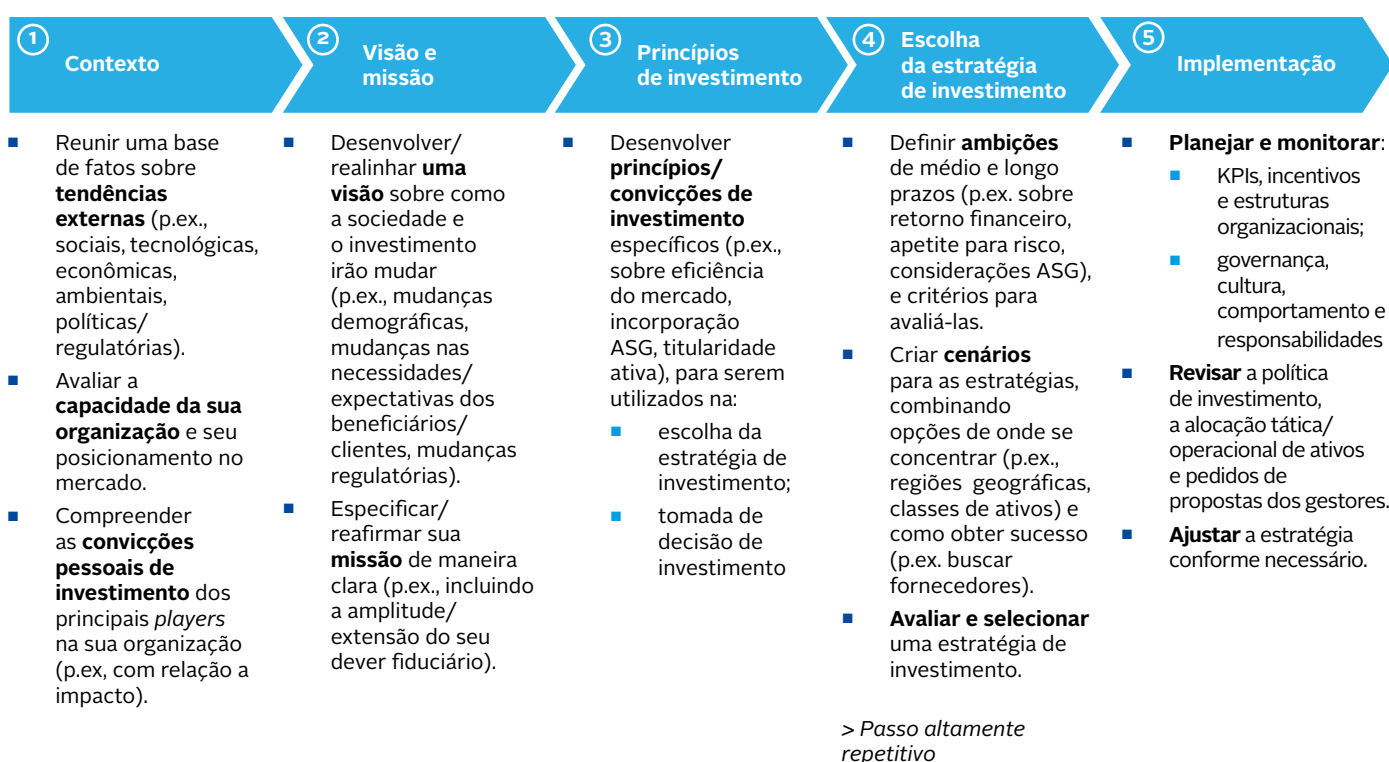 1
Contexto
Reunir uma base
de fatos sobre
tendências
externas (p.ex.,
sociais, tecnológicas,
econômicas,
ambientais,
políticas/
regulatórias).
Avaliar a
capacidade da sua
organização e seu
posicionamento no
mercado.
Compreender
as convicções
pessoais de
investimento dos
principais players
na sua organização
(p.ex, com relação a
impacto).
2
Visão e
missão
Desenvolver/
realinhar uma
visão sobre como
a sociedade e
o investimento
irão mudar
(p.ex., mudanças
demográficas,
mudanças nas
necessidades/
expectativas dos
beneficiários/
clientes, mudanças
regulatórias).
Especificar/
reafirmar sua
missão de maneira
clara (p.ex., incluindo
a amplitude/
extensão do seu
dever fiduciário).
3
Princípios
de investimento
Desenvolver
princípios/
convicções de
investimento
específicos (p.ex.,
sobre eficiência
do mercado,
incorporação
ASG, titularidade
ativa), para serem
utilizados na:
escolha da
estratégia de
investimento;
tomada de
decisão de
investimento
4
Escolha
da estratégia
de investimento
Definir ambições
de médio e longo
prazos (p.ex. sobre
retorno financeiro,
apetite para risco,
considerações ASG),
e critérios para
avaliá-las.
Criar cenários
para as estratégias,
combinando
opções de onde se
concentrar (p.ex.,
regiões geográficas,
classes de ativos) e
como obter sucesso
(p.ex. buscar
fornecedores).
Avaliar e selecionar
uma estratégia de
investimento.
> Passo altamente
repetitivo
5
Implementação
Planejar e monitorar:
KPIs, incentivos
e estruturas
organizacionais;
governança,
cultura,
comportamento e
responsabilidades
Revisar a política
de investimento,
a alocação tática/
operacional de ativos
e pedidos de
propostas dos gestores.
Ajustar a estratégia
conforme necessário.